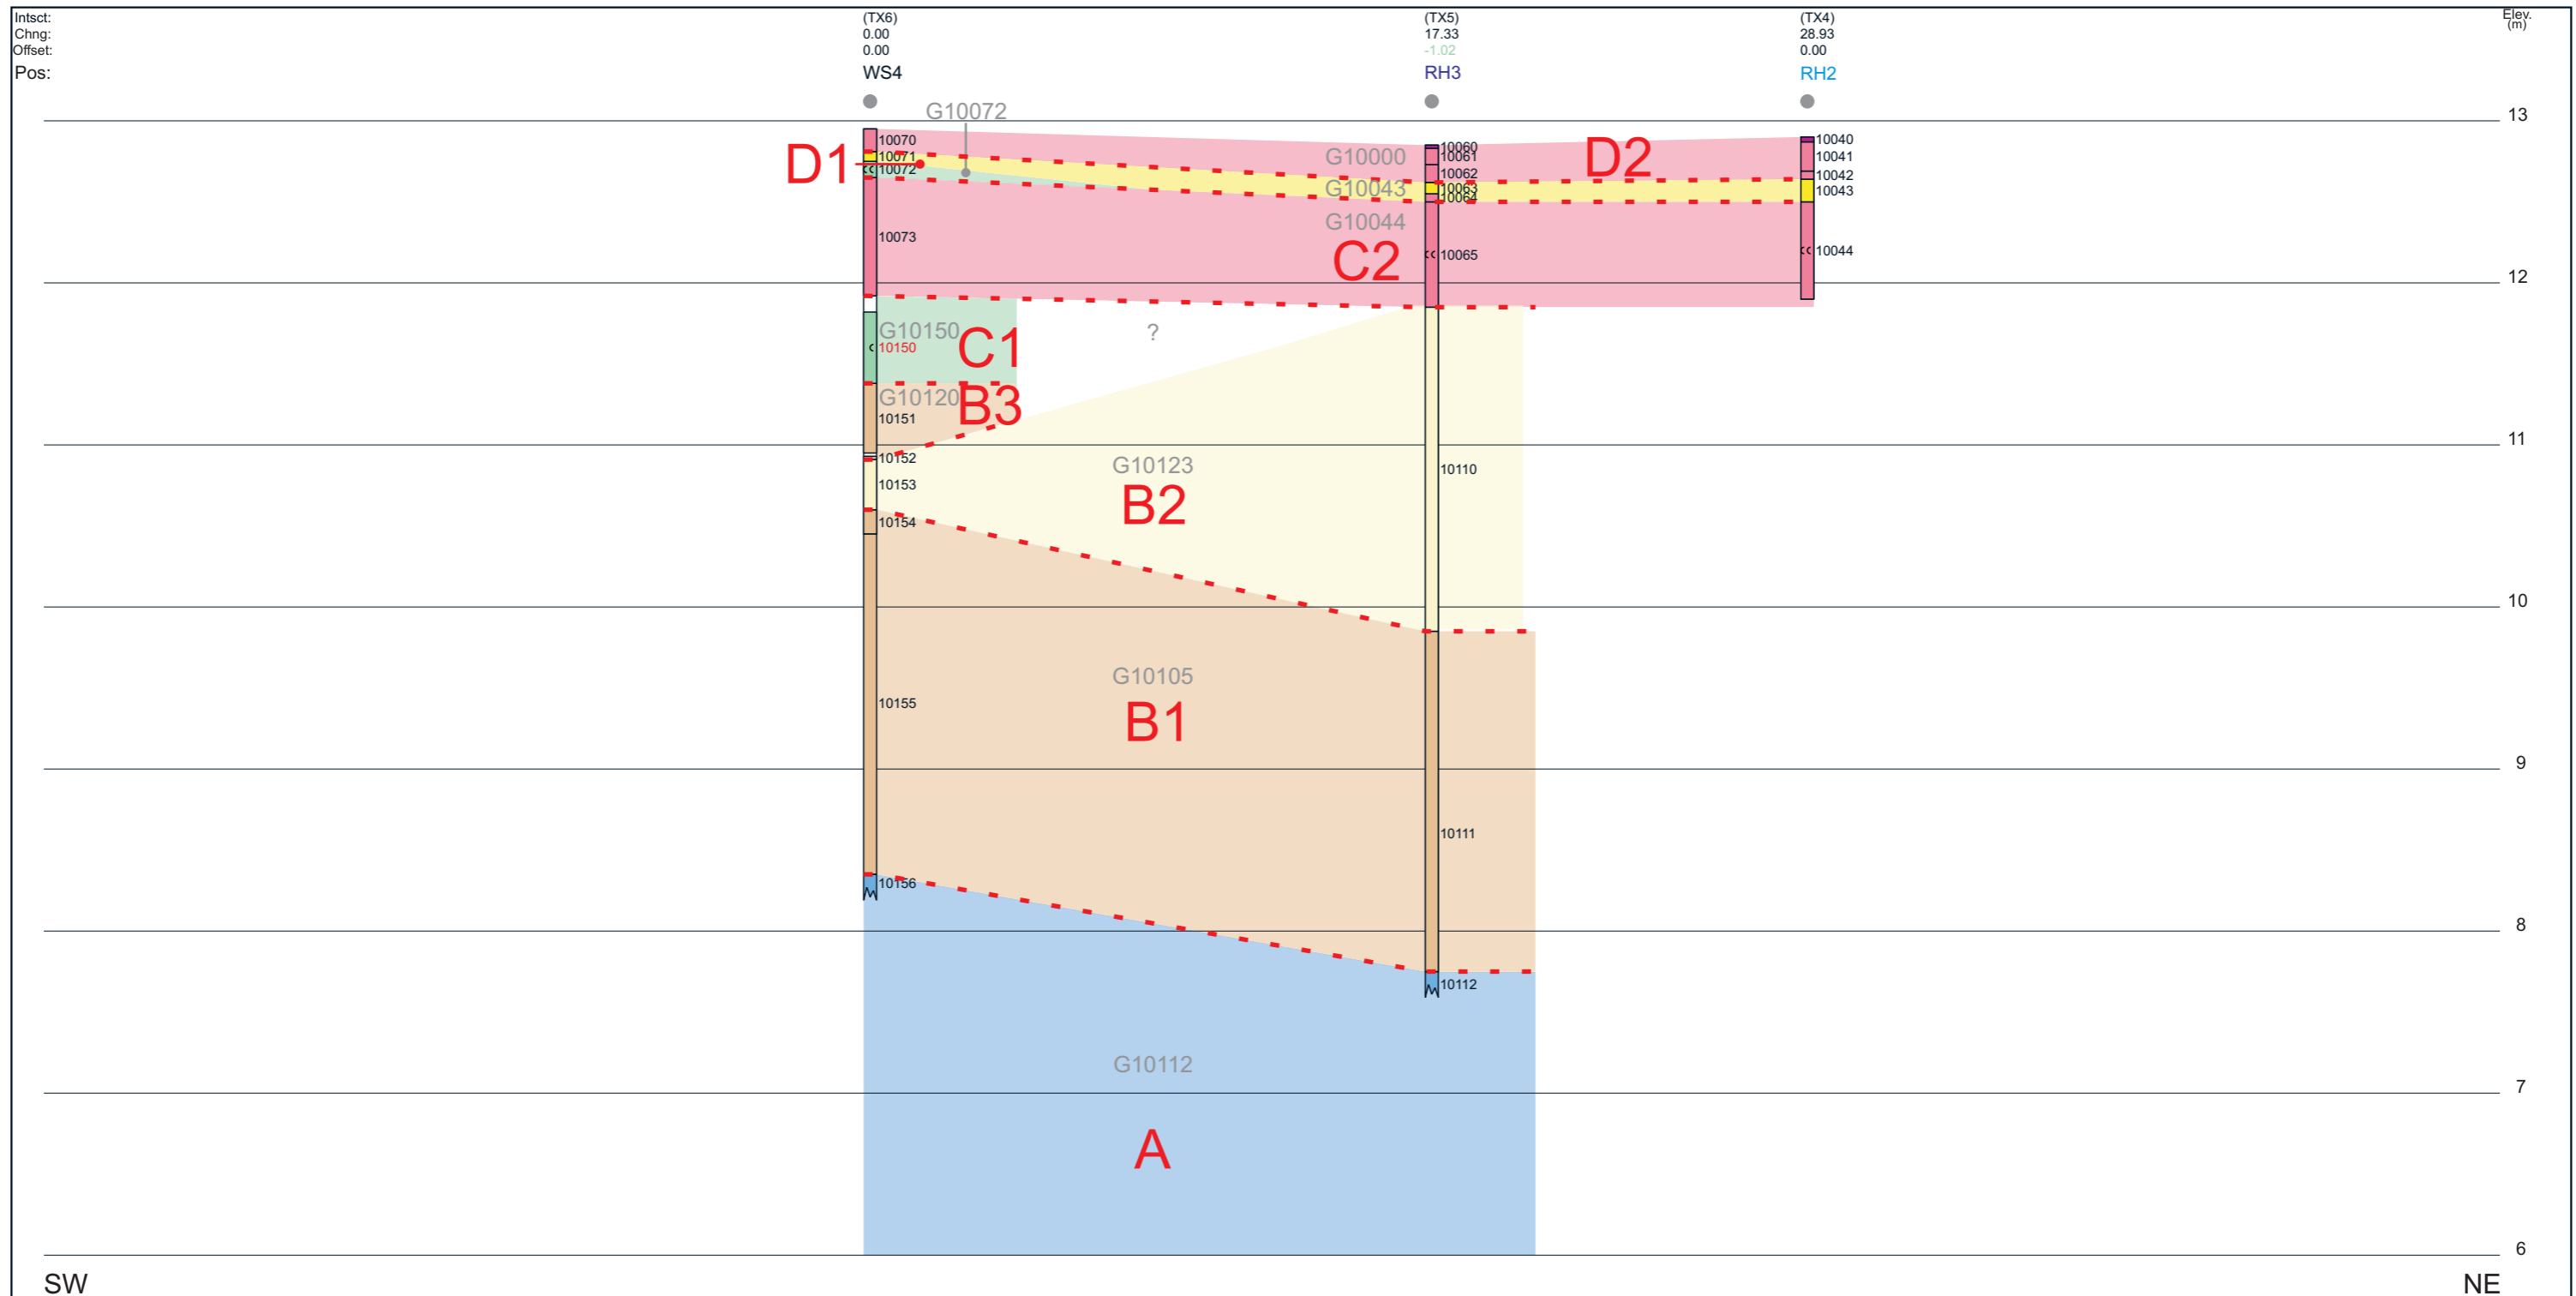 Intsct: (TX6) (TX5) (TX4) Elev.
(m)
Chng: 0.00 17.33 28.93
Offset: 0.00 -1.02 0.00
Pos: WS4 RH3 RH2
G10072
13
10070 10060 10040
D1 10071 G10000 10061 D2 10041
10072 10062 10042
G10043 10063 10043
10064
G10044
10073 C2 10065 10044
12
G10150 C1 ?
10150
G10120 B3
10151
11
10152 G10123 10110
10153 B2
10154
10
G10105
10155 B1
9
10111
10156
8
10112
G10112
7
A
6
SW NE